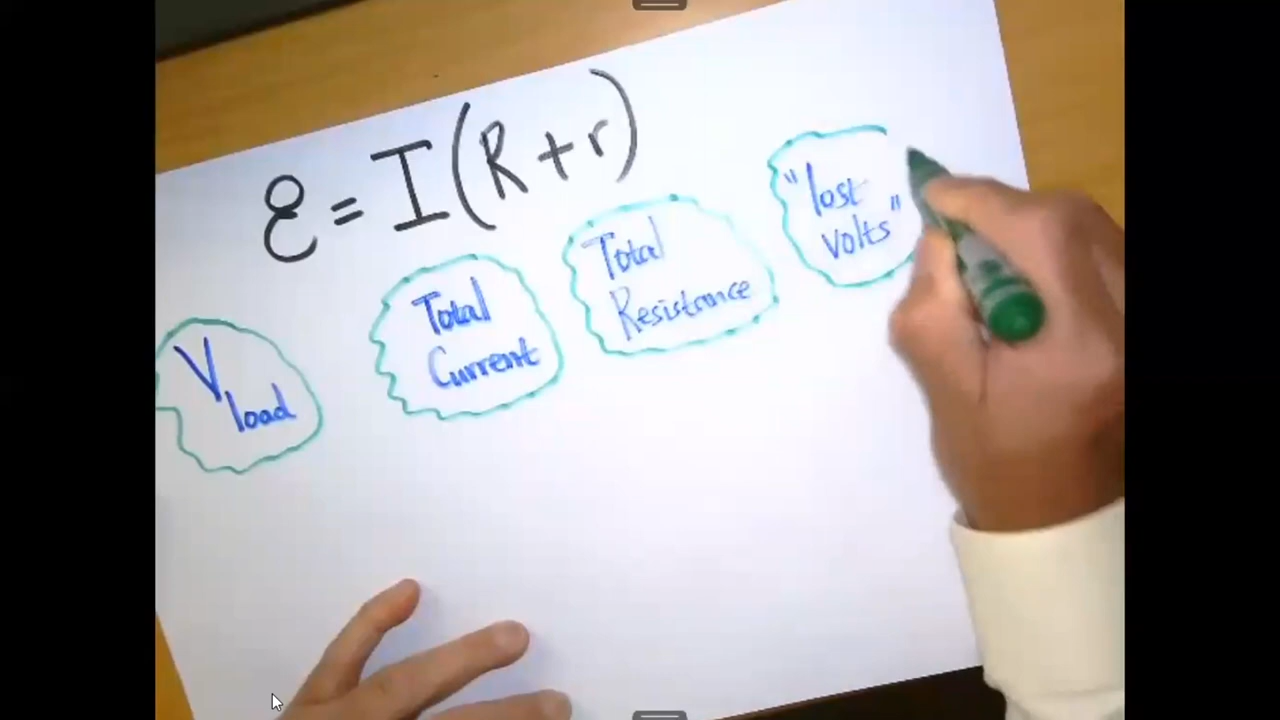 ε = I(R+r)
V load
Total
Current
Total
Resistance
"lost
volts"